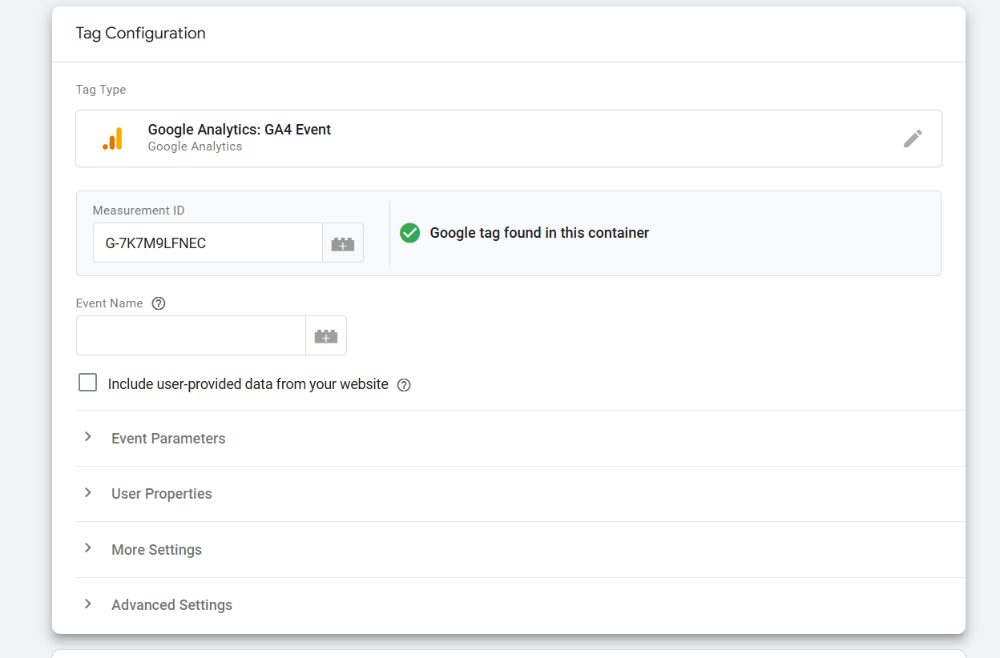 Tag Configuration
Tag Type
Google Analytics: GA4 Event
Google Analytics
Measurement ID
G-7K7M9LFNEC
Google tag found in this container
Event Name
Include user-provided data from your website
Event Parameters
User Properties
More Settings
Advanced Settings